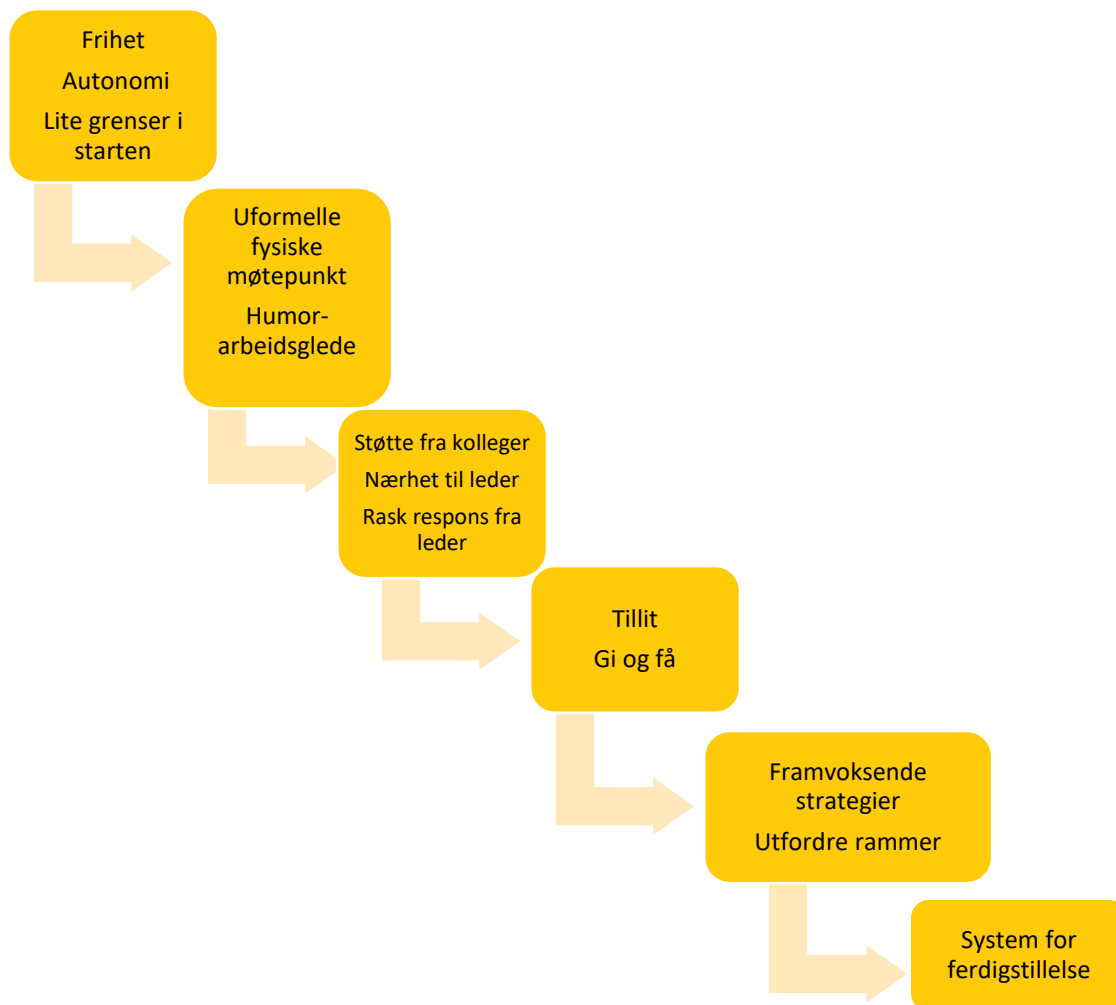 Frihet
Autonomi
Lite grenser i
starten
Uformelle
fysiske
møtepunkt
Humor-
arbeidsglede
Støtte fra kolleger
Nærhet til leder
Rask respons fra
leder
Tillit
Gi og få
Framvoksende
strategier
Utfordre rammer
System for
ferdigstillelse